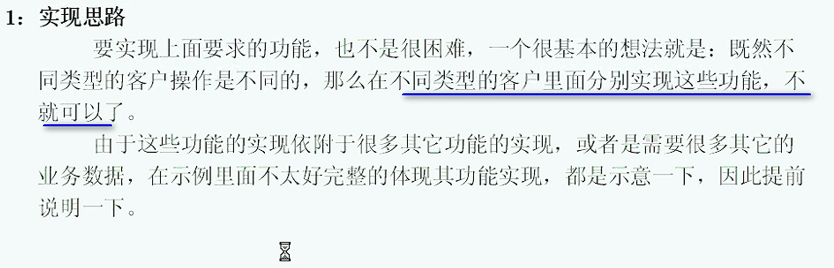 1：实现思路
要实现上面要求的功能，也不是很困难，一个很基本的想法就是：既然不
同类型的客户操作是不同的，那么在不同类型的客户里面分别实现这些功能，不
就可以了。
由于这些功能的实现依附于很多其它功能的实现，或者是需要很多其它的
业务数据，在示例里面不太好完整的体现其功能实现，都是示意一下，因此提前
说明一下。